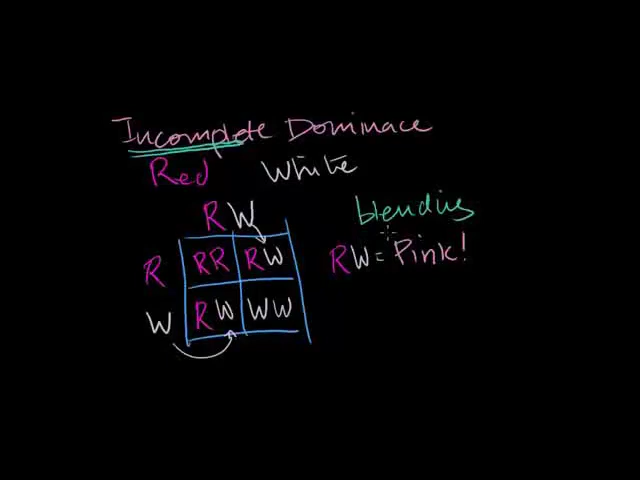 Incomplete Dominace
Red White
R W
blending
R RR RW
RW = Pink!
W RW WW